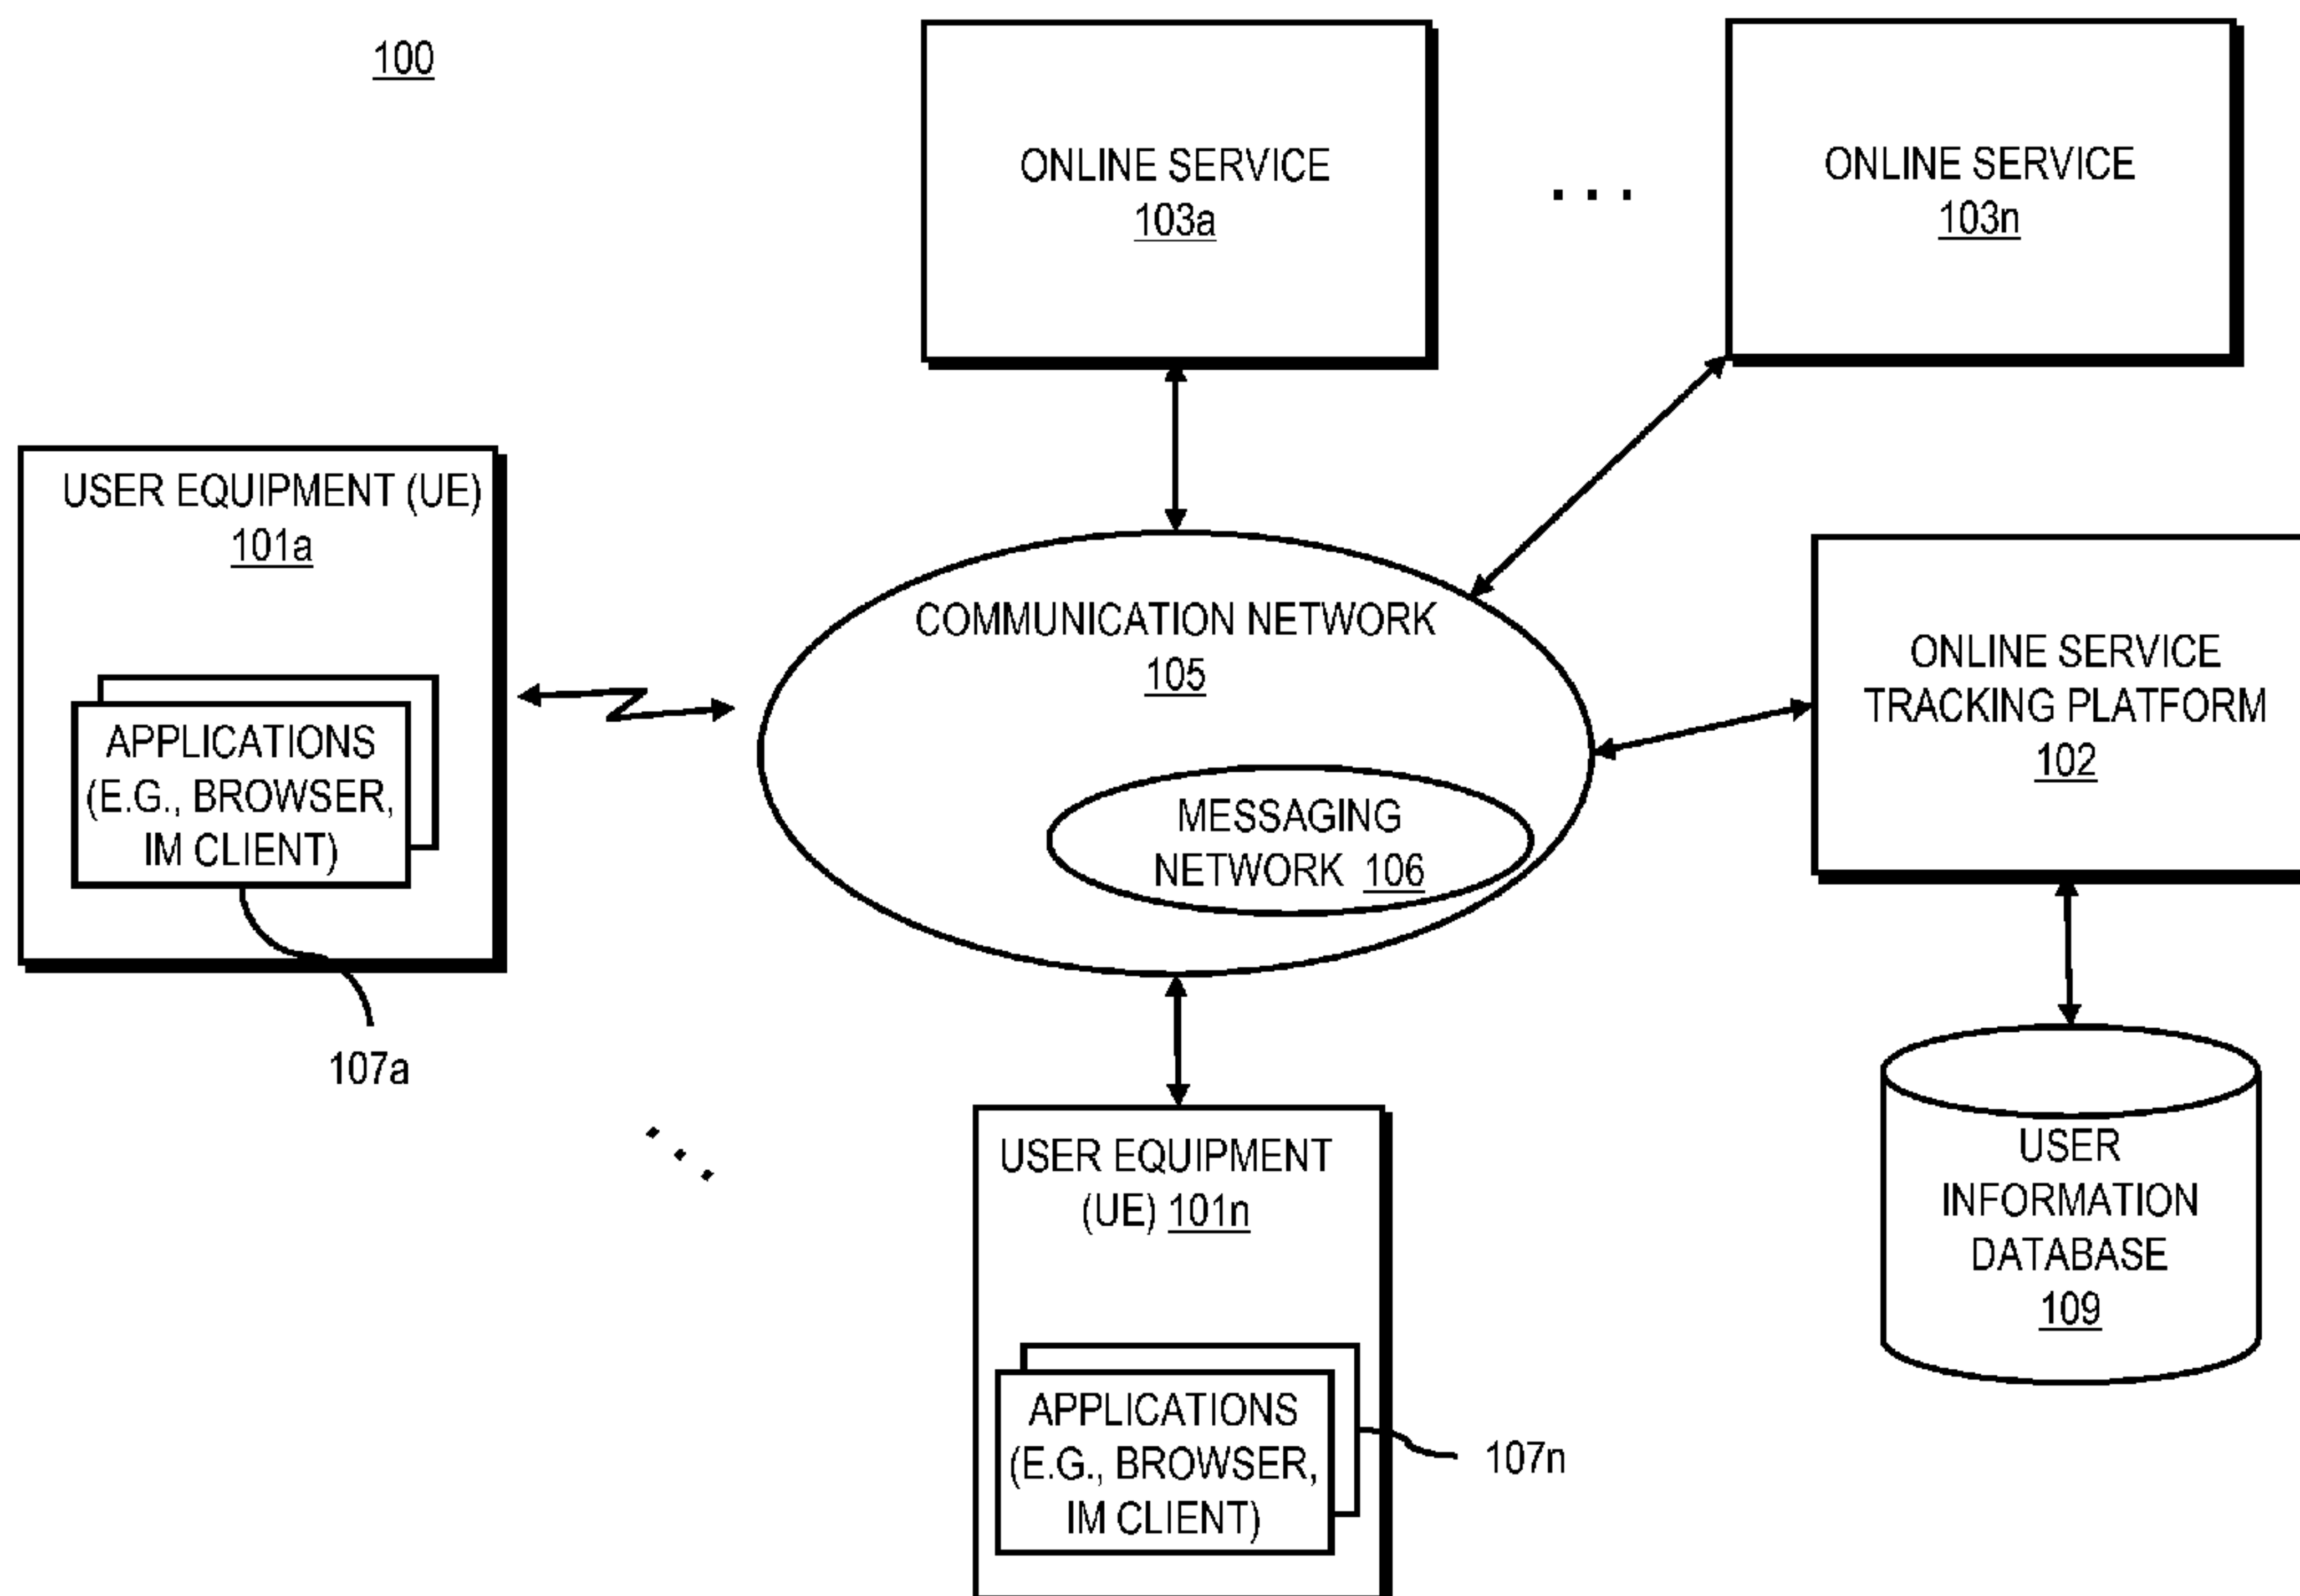 100
ONLINE SERVICE
103a
. . .
ONLINE SERVICE
103n
USER EQUIPMENT (UE)
101a
APPLICATIONS
(E.G., BROWSER,
IM CLIENT)
107a
COMMUNICATION NETWORK
105
MESSAGING
NETWORK 106
ONLINE SERVICE
TRACKING PLATFORM
102
. . .
USER EQUIPMENT
(UE) 101n
APPLICATIONS
(E.G., BROWSER,
IM CLIENT)
107n
USER
INFORMATION
DATABASE
109